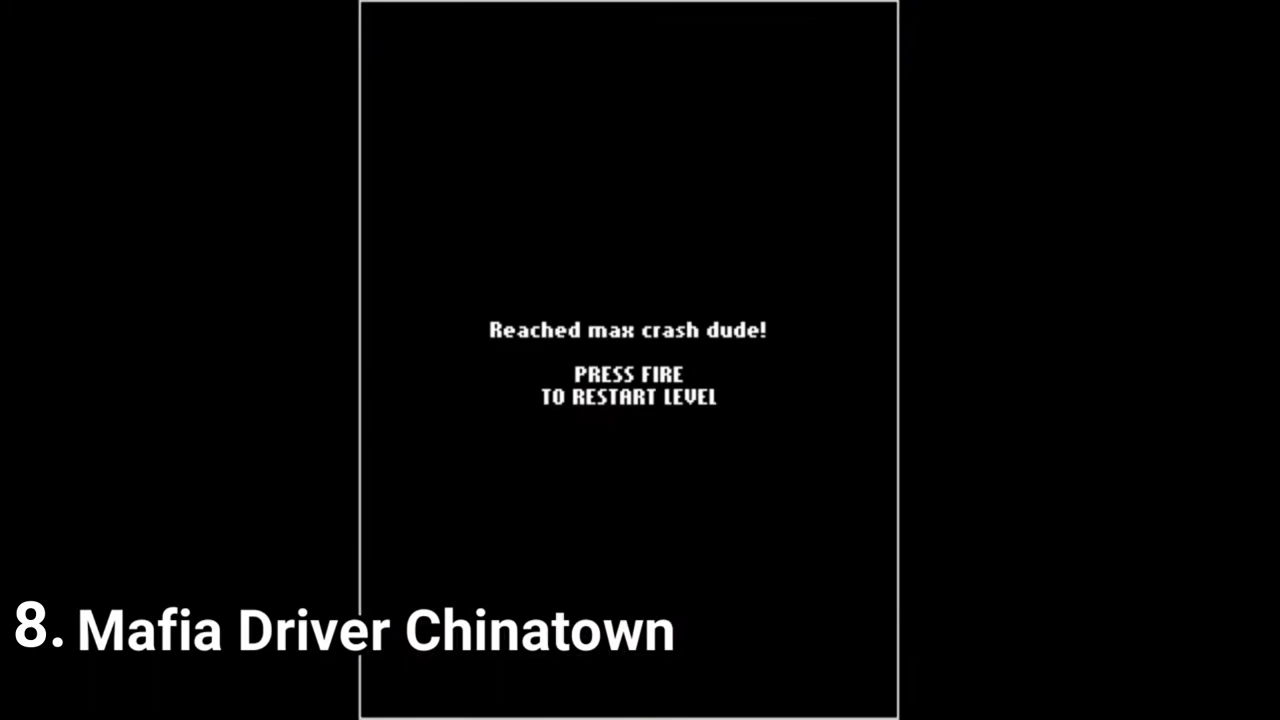 Reached max crash dude!
PRESS FIRE
TO RESTART LEVEL
8. Mafia Driver Chinatown